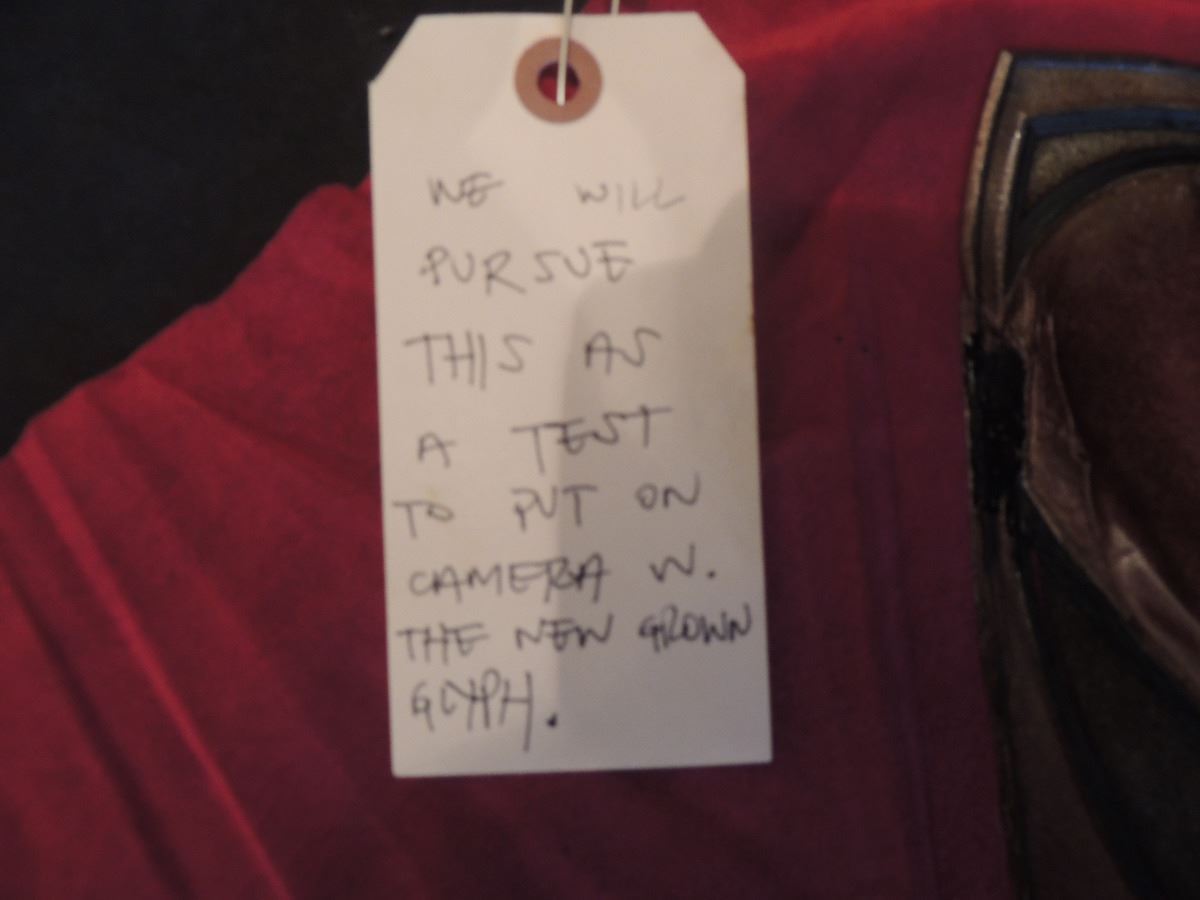 WE WILL
PURSUE
THIS AS
A TEST
TO PUT ON
CAMERA W.
THE NEW GROWN
GLYPH.